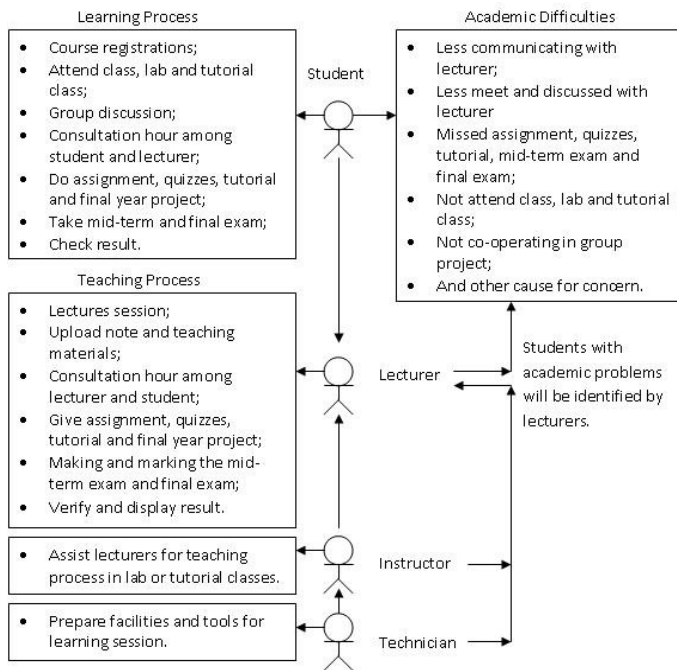 Learning Process
• Course registrations;
• Attend class, lab and tutorial
class;
• Group discussion;
• Consultation hour among
student and lecturer;
• Do assignment, quizzes, tutorial
and final year project;
• Take mid-term and final exam;
• Check result.
Student
Academic Difficulties
• Less communicating with
lecturer;
• Less meet and discussed with
lecturer
• Missed assignment, quizzes,
tutorial, mid-term exam and
final exam;
• Not attend class, lab and tutorial
class;
• Not co-operating in group
project;
• And other cause for concern.
Teaching Process
• Lectures session;
• Upload note and teaching
materials;
• Consultation hour among
lecturer and student;
• Give assignment, quizzes,
tutorial and final year project;
• Making and marking the mid-
term exam and final exam;
• Verify and display result.
Lecturer
Students with
academic problems
will be identified by
lecturers.
• Assist lecturers for teaching
process in lab or tutorial classes.
Instructor
• Prepare facilities and tools for
learning session.
Technician